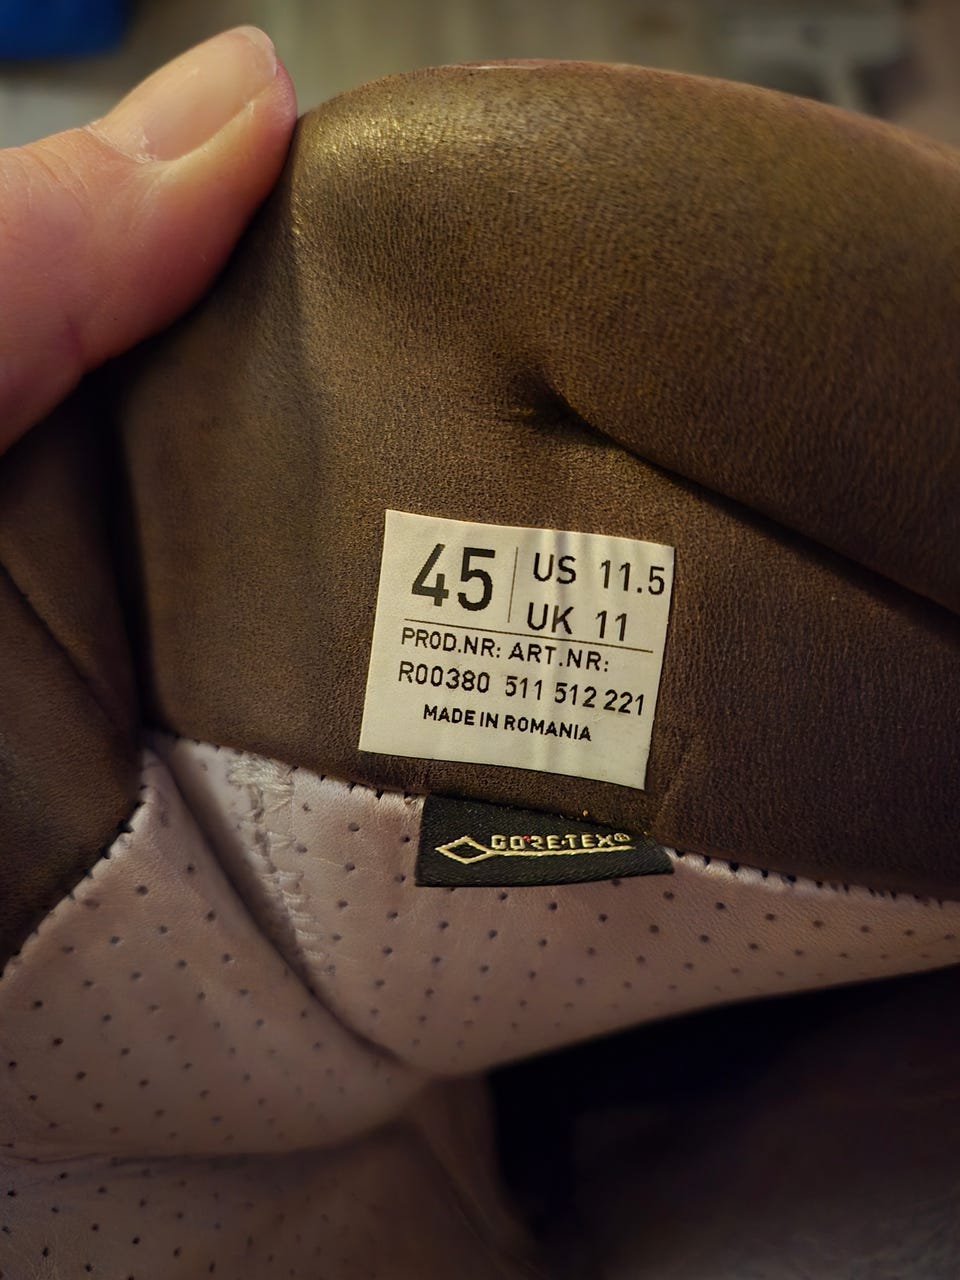 45
US 11.5
UK 11
PROD.NR: ART.NR:
R00380 511 512 221
MADE IN ROMANIA
GORE-TEX®